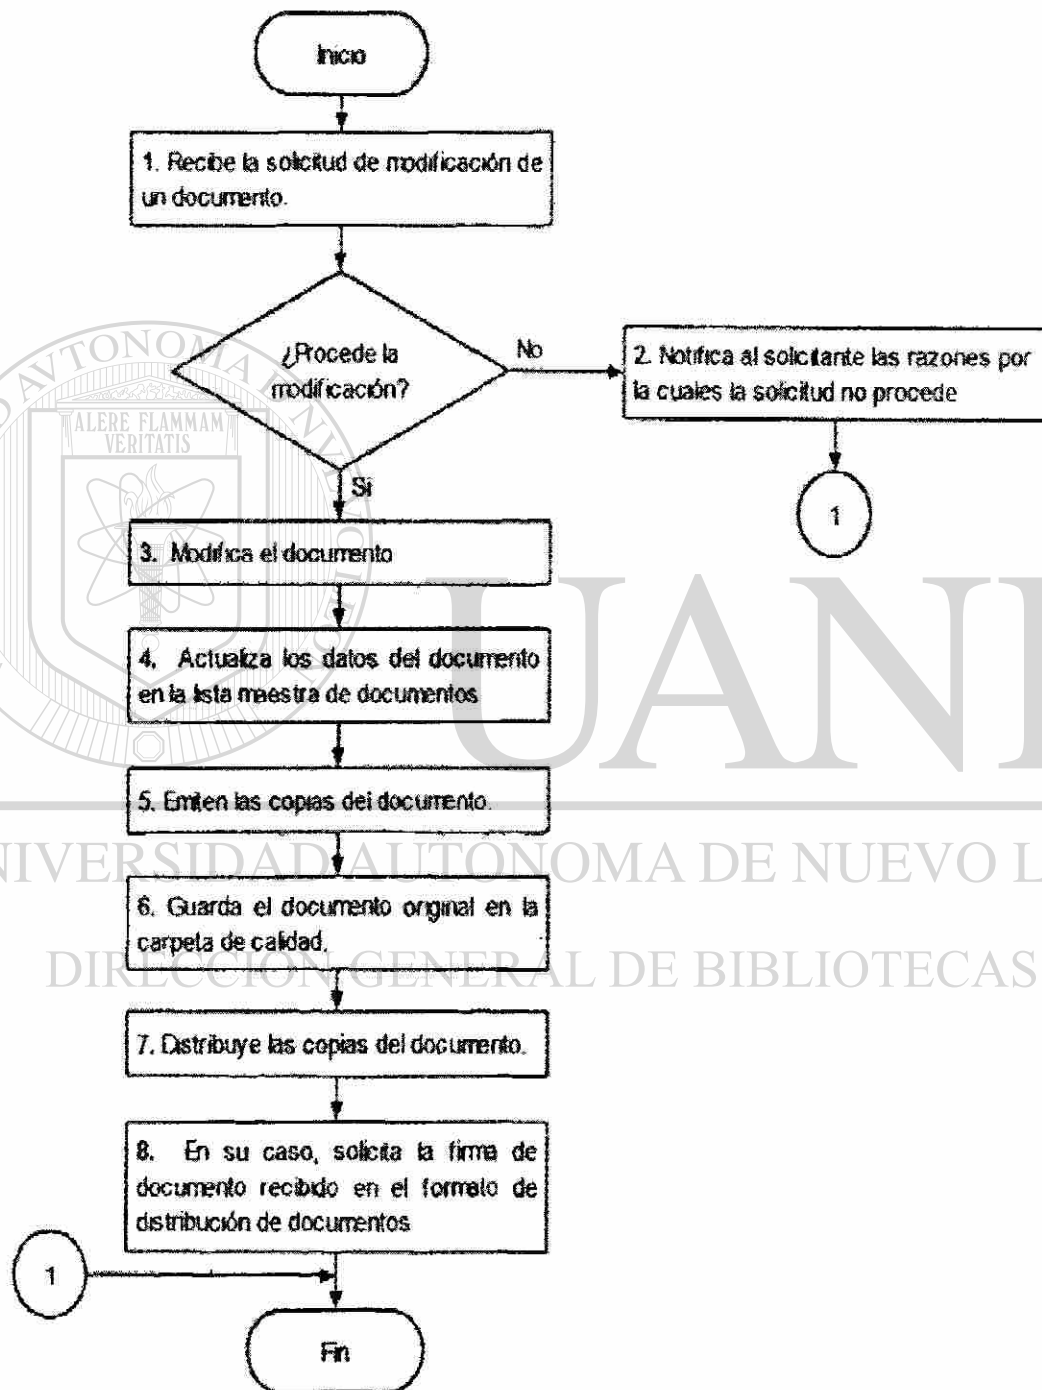 Inicio
1. Recibe la solicitud de modificación de
un documento.
¿Procede la
modificación?
No
2. Notifica al solicitante las razones por
la cuales la solicitud no procede
1
Si
3. Modifica el documento
4. Actualiza los datos del documento
en la lista maestra de documentos
5. Emiten las copias del documento.
6. Guarda el documento original en la
carpeta de calidad.
7. Distribuye las copias del documento.
8. En su caso, solicita la firma de
documento recibido en el formato de
distribución de documentos
1
Fin
ALERE FLAMMAM
VERITATIS
UANL
NIVERSIDAD AUTÓNOMA DE NUEVO L
DIRECCIÓN GENERAL DE BIBLIOTECAS